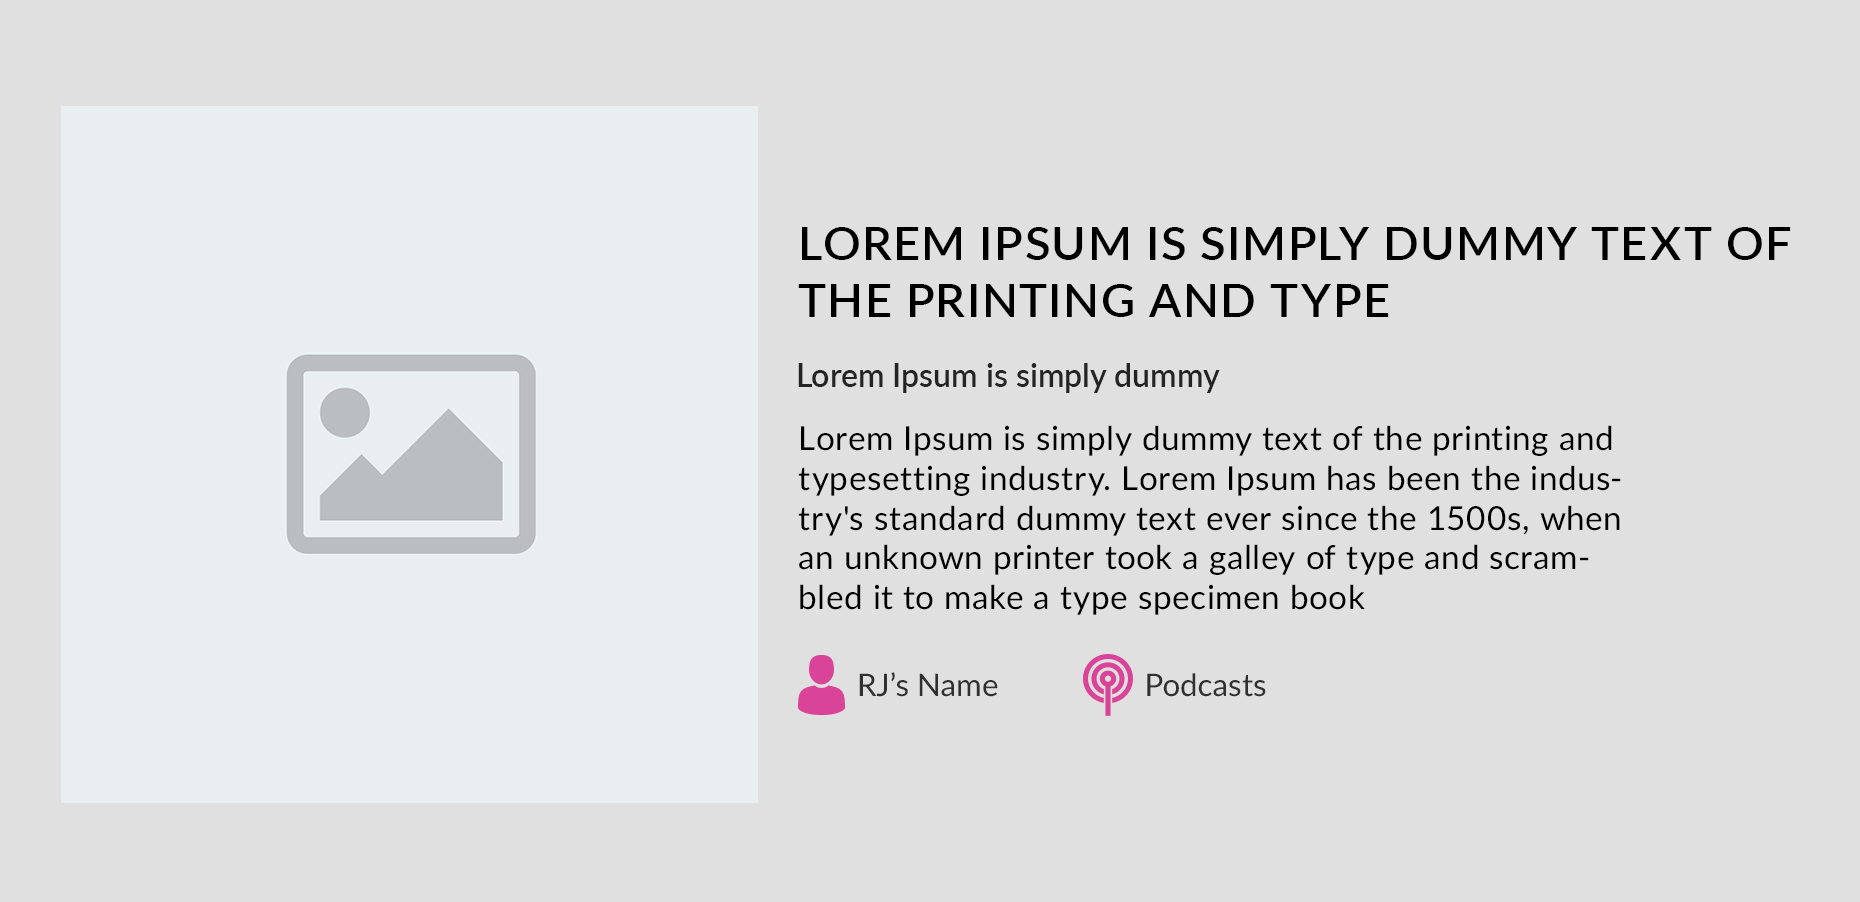 LOREM IPSUM IS SIMPLY DUMMY TEXT OF
THE PRINTING AND TYPE
Lorem Ipsum is simply dummy
Lorem Ipsum is simply dummy text of the printing and
typesetting industry. Lorem Ipsum has been the indus-
try's standard dummy text ever since the 1500s, when
an unknown printer took a galley of type and scram-
bled it to make a type specimen book
RJ’s Name
Podcasts